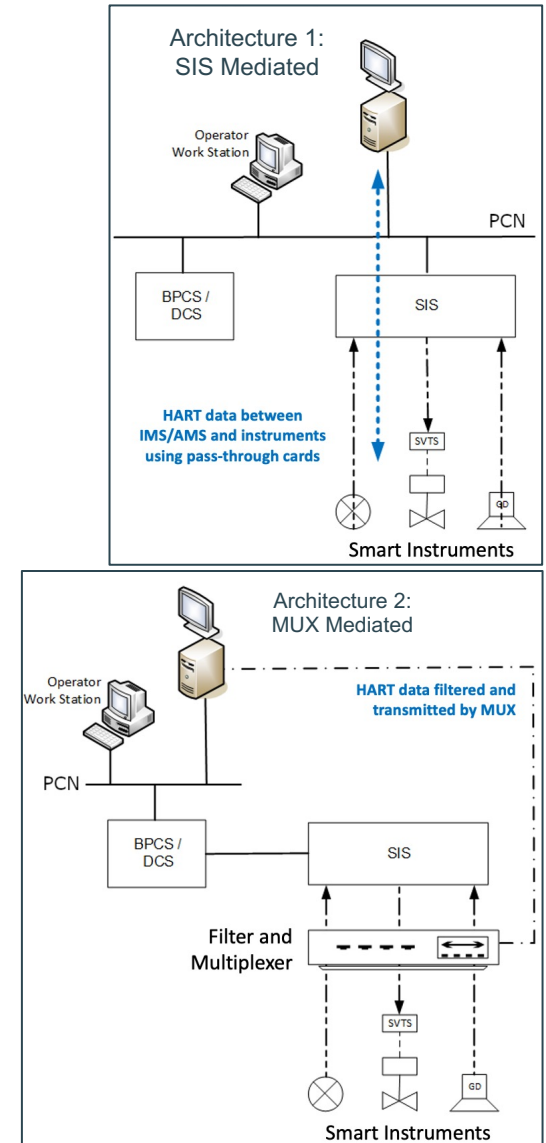 Architecture 1:
SIS Mediated
Operator
Work Station
PCN
BPCS /
DCS
SIS
HART data between
IMS/AMS and instruments
using pass-through cards
SVTS
GD
Smart Instruments
Architecture 2:
MUX Mediated
Operator
Work Station
HART data filtered and
transmitted by MUX
PCN
BPCS /
DCS
SIS
Filter and
Multiplexer
SVTS
GD
Smart Instruments